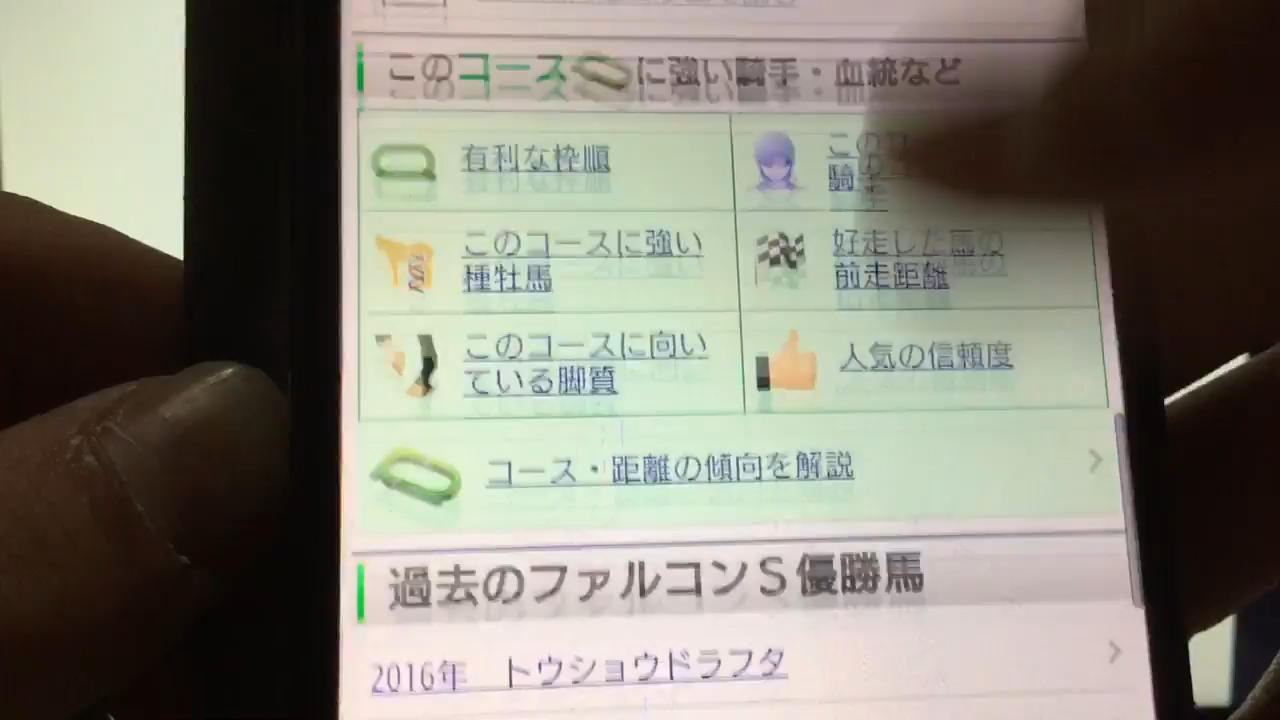 このコースに強い騎手・血統など
有利な枠順
この
騎手
このコースに強い
種牡馬
好走した馬の
前走距離
このコースに向い
ている脚質
人気の信頼度
コース・距離の傾向を解説
過去のファルコンS優勝馬
2016年 トウショウドラフタ